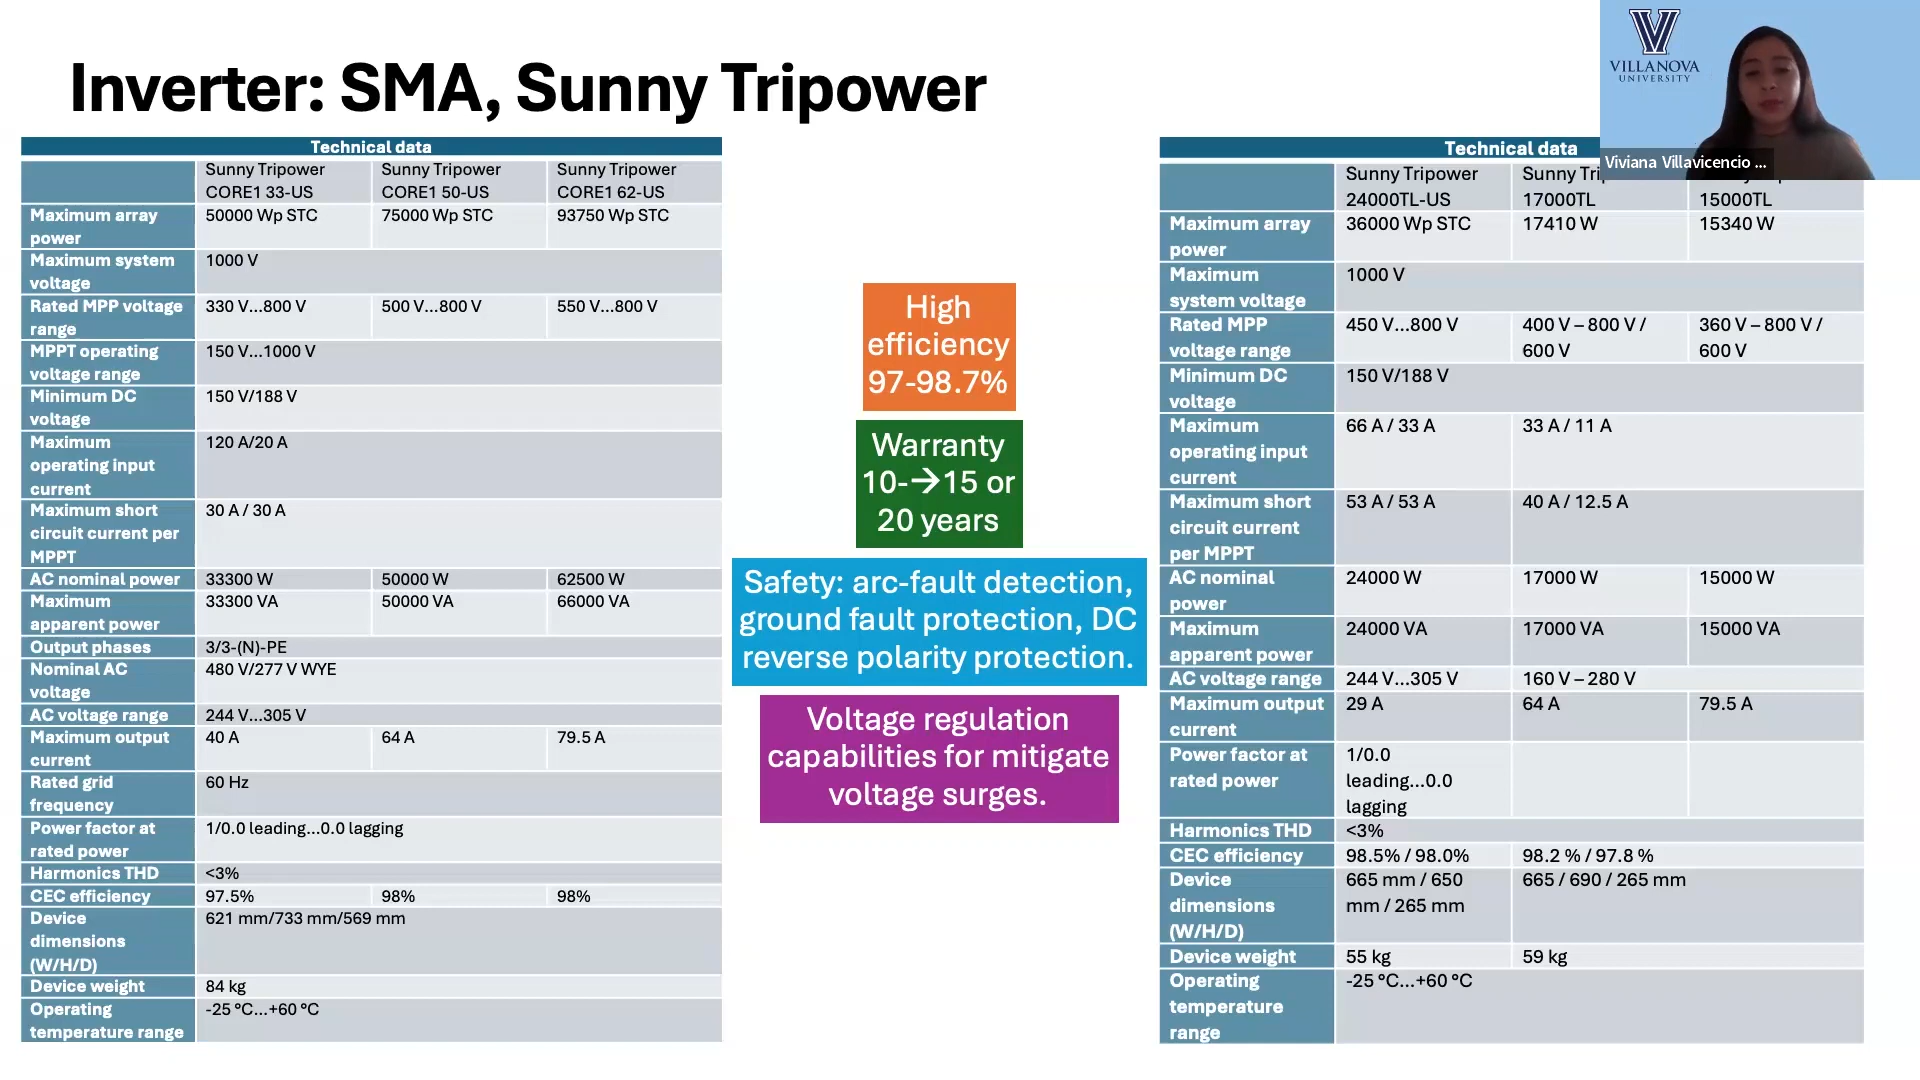 Inverter: SMA, Sunny Tripower
VILLANOVA
UNIVERSITY
Viviana Villavicencio ...
Technical data
Sunny Tripower
CORE1 33-US
Sunny Tripower
CORE1 50-US
Sunny Tripower
CORE1 62-US
Maximum array
power
50000 Wp STC
75000 Wp STC
93750 Wp STC
Maximum system
voltage
1000 V
Rated MPP voltage
range
330 V...800 V
500 V...800 V
550 V...800 V
MPPT operating
voltage range
150 V...1000 V
Minimum DC
voltage
150 V/188 V
Maximum
operating input
current
120 A/20 A
Maximum short
circuit current per
MPPT
30 A / 30 A
AC nominal power
33300 W
50000 W
62500 W
Maximum
apparent power
33300 VA
50000 VA
66000 VA
Output phases
3/3-(N)-PE
Nominal AC
voltage
480 V/277 V WYE
AC voltage range
244 V...305 V
Maximum output
current
40 A
64 A
79.5 A
Rated grid
frequency
60 Hz
Power factor at
rated power
1/0.0 leading...0.0 lagging
Harmonics THD
<3%
CEC efficiency
97.5%
98%
98%
Device
dimensions
(W/H/D)
621 mm/733 mm/569 mm
Device weight
84 kg
Operating
temperature range
-25 °C...+60 °C
High
efficiency
97-98.7%
Warranty
10-→15 or
20 years
Safety: arc-fault detection,
ground fault protection, DC
reverse polarity protection.
Voltage regulation
capabilities for mitigate
voltage surges.
Technical data
Sunny Tripower
24000TL-US
Sunny
17000TL
15000TL
Maximum array
power
36000 Wp STC
17410 W
15340 W
Maximum
system voltage
1000 V
Rated MPP
voltage range
450 V...800 V
400 V – 800 V /
600 V
360 V – 800 V /
600 V
Minimum DC
voltage
150 V/188 V
Maximum
operating input
current
66 A / 33 A
33 A / 11 A
Maximum short
circuit current
per MPPT
53 A / 53 A
40 A / 12.5 A
AC nominal
power
24000 W
17000 W
15000 W
Maximum
apparent power
24000 VA
17000 VA
15000 VA
AC voltage range
244 V...305 V
160 V – 280 V
Maximum output
current
29 A
64 A
79.5 A
Power factor at
rated power
1/0.0
leading...0.0
lagging
Harmonics THD
<3%
CEC efficiency
98.5% / 98.0%
98.2 % / 97.8 %
Device
dimensions
(W/H/D)
665 mm / 650
mm / 265 mm
665 / 690 / 265 mm
Device weight
55 kg
59 kg
Operating
temperature
range
-25 °C...+60 °C